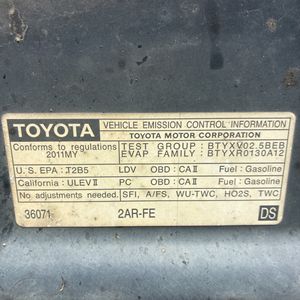 TOYOTA VEHICLE EMISSION CONTROL INFORMATION
TOYOTA MOTOR CORPORATION
Conforms to regulations TEST GROUP : BTYXV02.5BEB
2011MY EVAP FAMILY : BTYXR0130A12
U.S. EPA : T2B5 LDV OBD : CAⅡ Fuel : Gasoline
California : ULEVⅡ PC OBD : CAⅡ Fuel : Gasoline
No adjustments needed. SFI, A/FS, WU-TWC, HO2S, TWC
36071 2AR-FE DS